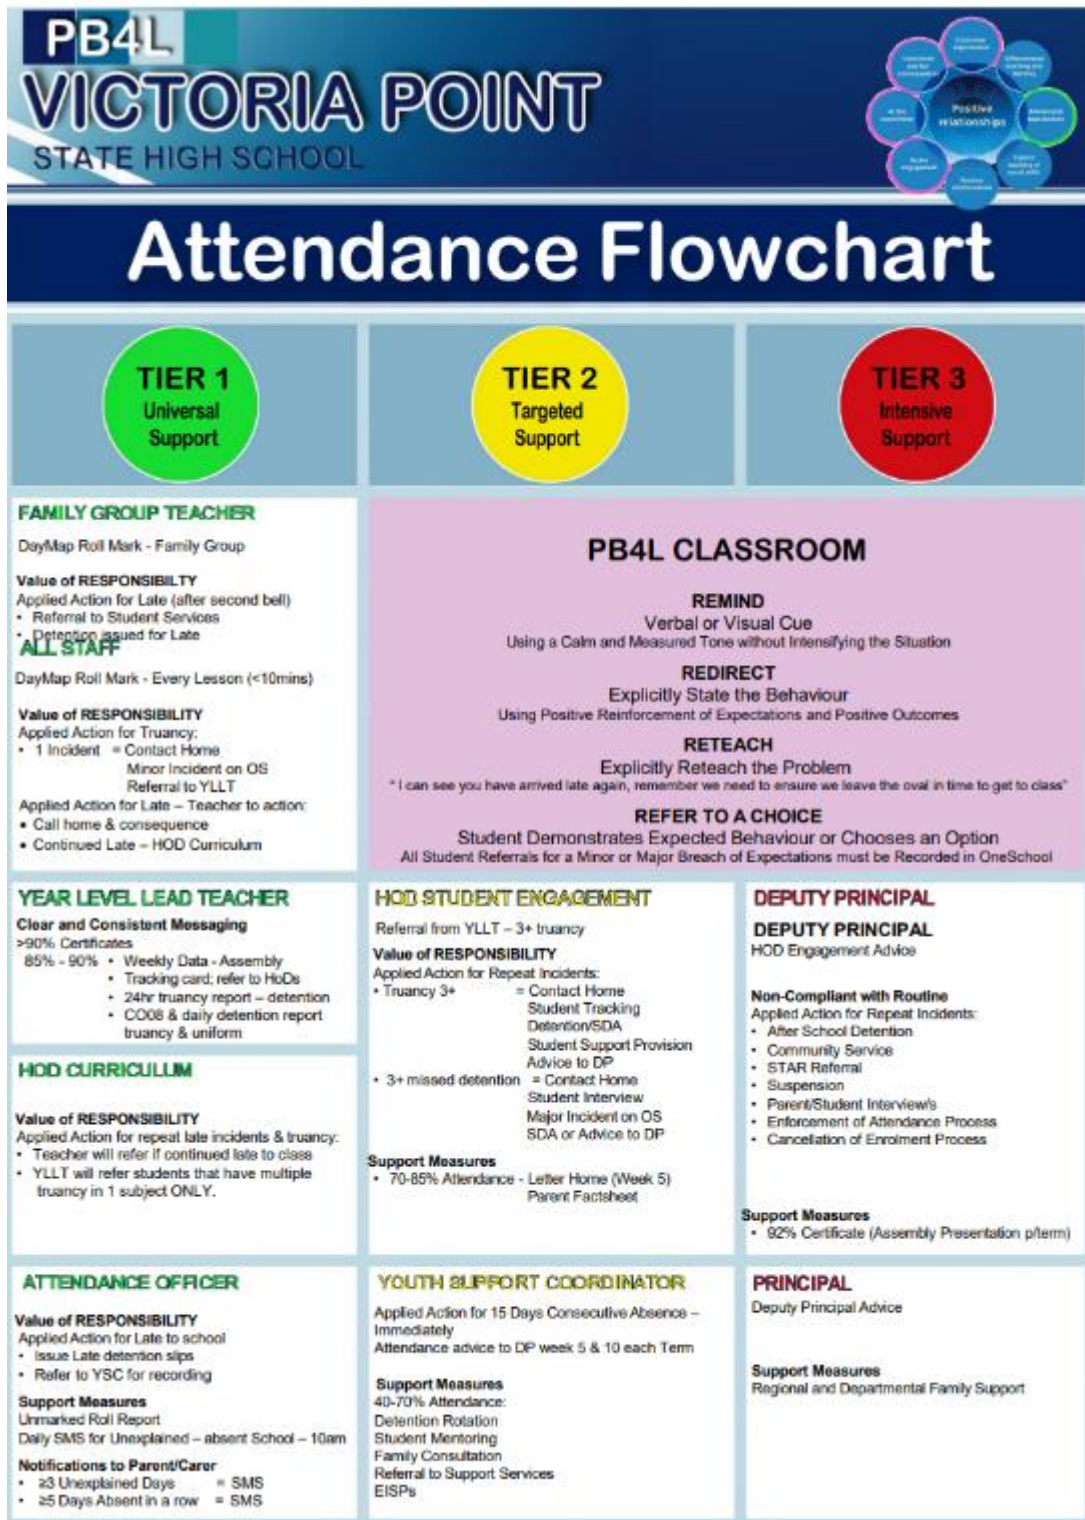 PB4L
VICTORIA POINT
STATE HIGH SCHOOL
Positive
relationships
Attendance Flowchart
TIER 1
Universal
Support
TIER 2
Targeted
Support
TIER 3
Intensive
Support
FAMILY GROUP TEACHER
DayMap Roll Mark - Family Group
Value of RESPONSIBILTY
Applied Action for Late (after second bell)
• Referral to Student Services
• Detention issued for Late
ALL STAFF
DayMap Roll Mark - Every Lesson (<10mins)
Value of RESPONSIBILITY
Applied Action for Truancy:
• 1 Incident = Contact Home
Minor Incident on OS
Referral to YLLT
Applied Action for Late – Teacher to action:
• Call home & consequence
• Continued Late – HOD Curriculum
PB4L CLASSROOM
REMIND
Verbal or Visual Cue
Using a Calm and Measured Tone without Intensifying the Situation
REDIRECT
Explicitly State the Behaviour
Using Positive Reinforcement of Expectations and Positive Outcomes
RETEACH
Explicitly Reteach the Problem
" I can see you have arrived late again, remember we need to ensure we leave the oval in time to get to class"
REFER TO A CHOICE
Student Demonstrates Expected Behaviour or Chooses an Option
All Student Referrals for a Minor or Major Breach of Expectations must be Recorded in OneSchool
YEAR LEVEL LEAD TEACHER
Clear and Consistent Messaging
>90% Certificates
85% - 90% • Weekly Data - Assembly
• Tracking card; refer to HoDs
• 24hr truancy report – detention
• CO08 & daily detention report
truancy & uniform
HOD CURRICULUM
Value of RESPONSIBILITY
Applied Action for repeat late incidents & truancy:
• Teacher will refer if continued late to class
• YLLT will refer students that have multiple
truancy in 1 subject ONLY.
HOD STUDENT ENGAGEMENT
Referral from YLLT – 3+ truancy
Value of RESPONSIBILITY
Applied Action for Repeat Incidents:
• Truancy 3+ = Contact Home
Student Tracking
Detention/SDA
Student Support Provision
Advice to DP
• 3+ missed detention = Contact Home
Student Interview
Major Incident on OS
SDA or Advice to DP
Support Measures
• 70-85% Attendance - Letter Home (Week 5)
Parent Factsheet
DEPUTY PRINCIPAL
DEPUTY PRINCIPAL
HOD Engagement Advice
Non-Compliant with Routine
Applied Action for Repeat Incidents:
• After School Detention
• Community Service
• STAR Referral
• Suspension
• Parent/Student Interview/s
• Enforcement of Attendance Process
• Cancellation of Enrolment Process
Support Measures
• 92% Certificate (Assembly Presentation p/term)
ATTENDANCE OFFICER
Value of RESPONSIBILITY
Applied Action for Late to school
• Issue Late detention slips
• Refer to YSC for recording
Support Measures
Unmarked Roll Report
Daily SMS for Unexplained – absent School – 10am
Notifications to Parent/Carer
• ≥3 Unexplained Days = SMS
• ≥5 Days Absent in a row = SMS
YOUTH SUPPORT COORDINATOR
Applied Action for 15 Days Consecutive Absence –
Immediately
Attendance advice to DP week 5 & 10 each Term
Support Measures
40-70% Attendance:
Detention Rotation
Student Mentoring
Family Consultation
Referral to Support Services
EISPs
PRINCIPAL
Deputy Principal Advice
Support Measures
Regional and Departmental Family Support